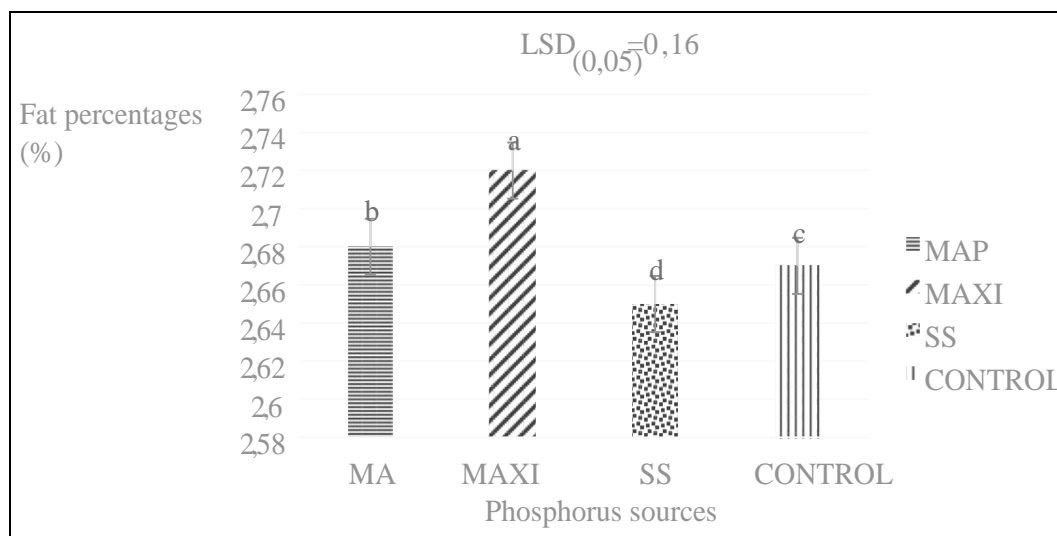 LSD(0,05)=0,16
Fat percentages
(%)
2,76
2,74
2,72
2,7
2,68
2,66
2,64
2,62
2,6
2,58
b
a
d
c
MA
MAXI
SS
CONTROL
Phosphorus sources
MAP
MAXI
SS
CONTROL